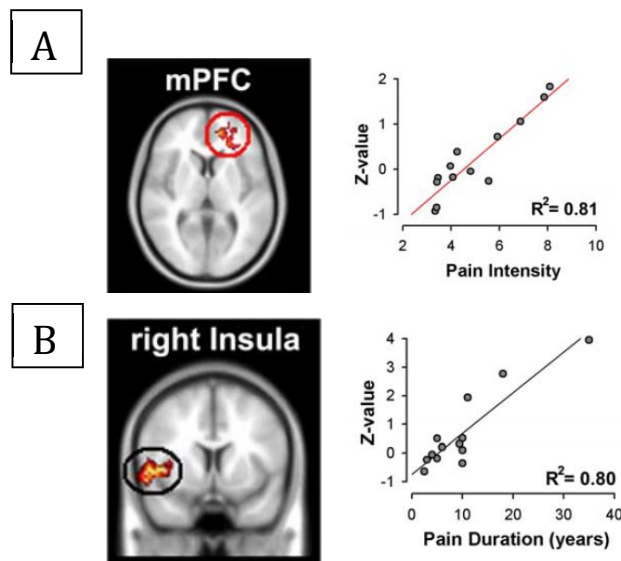 A
mPFC
2
1
0
-1
Z-value
2 4 6 8 10
R²= 0.81
Pain Intensity
B
right Insula
4
3
2
1
0
-1
Z-value
0 10 20 30 40
R²= 0.80
Pain Duration (years)